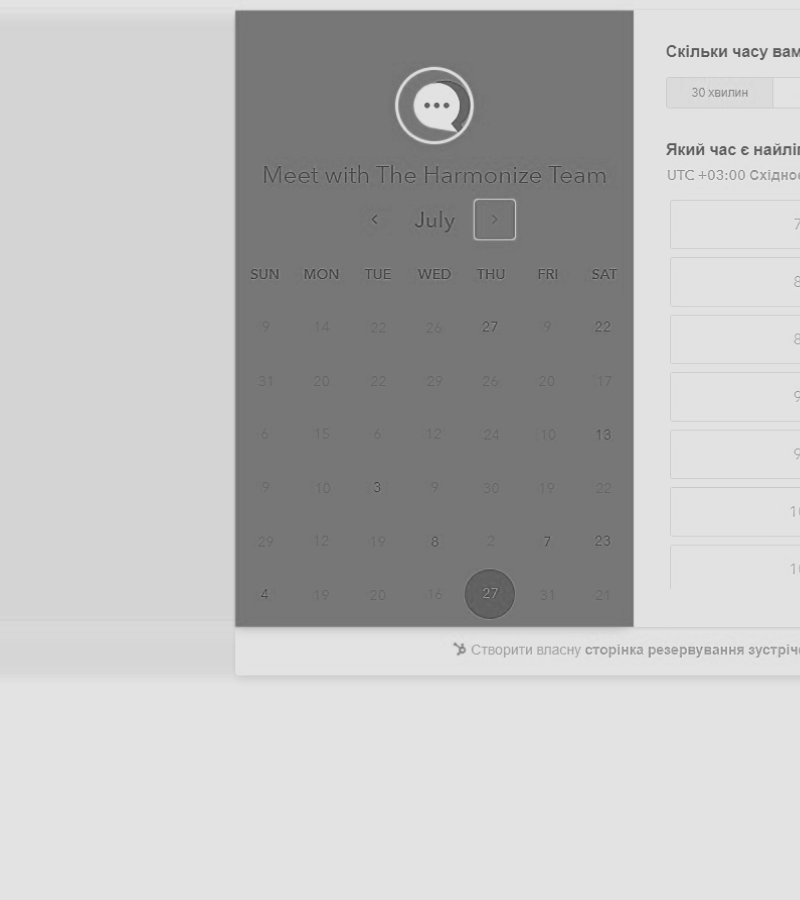 Meet with The Harmonize Team
July
SUN MON TUE WED THU FRI SAT
9 14 22 26 27 9 22
31 20 22 29 26 20 17
6 15 6 12 24 10 13
9 10 3 9 30 19 22
29 12 19 8 2 7 23
4 19 20 16 27 31 21
Скільки часу вам
30 хвилин
Який час є
UTC +03:00
7
8
8
9
9
10
10
Створити власну сторінка резервування